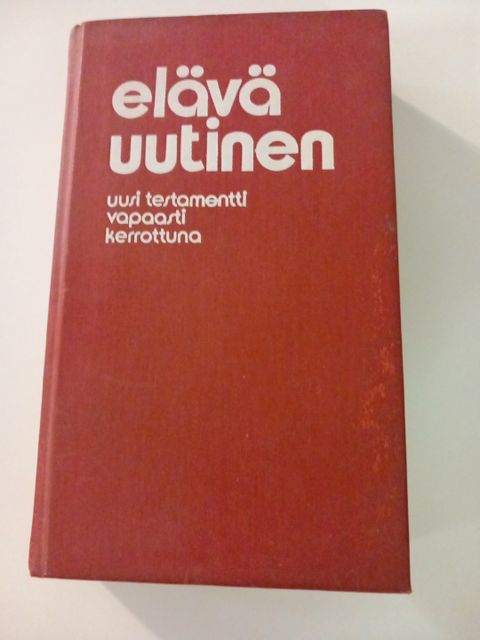 elävä
uutinen
uusi testamentti
vapaasti
kerrottuna